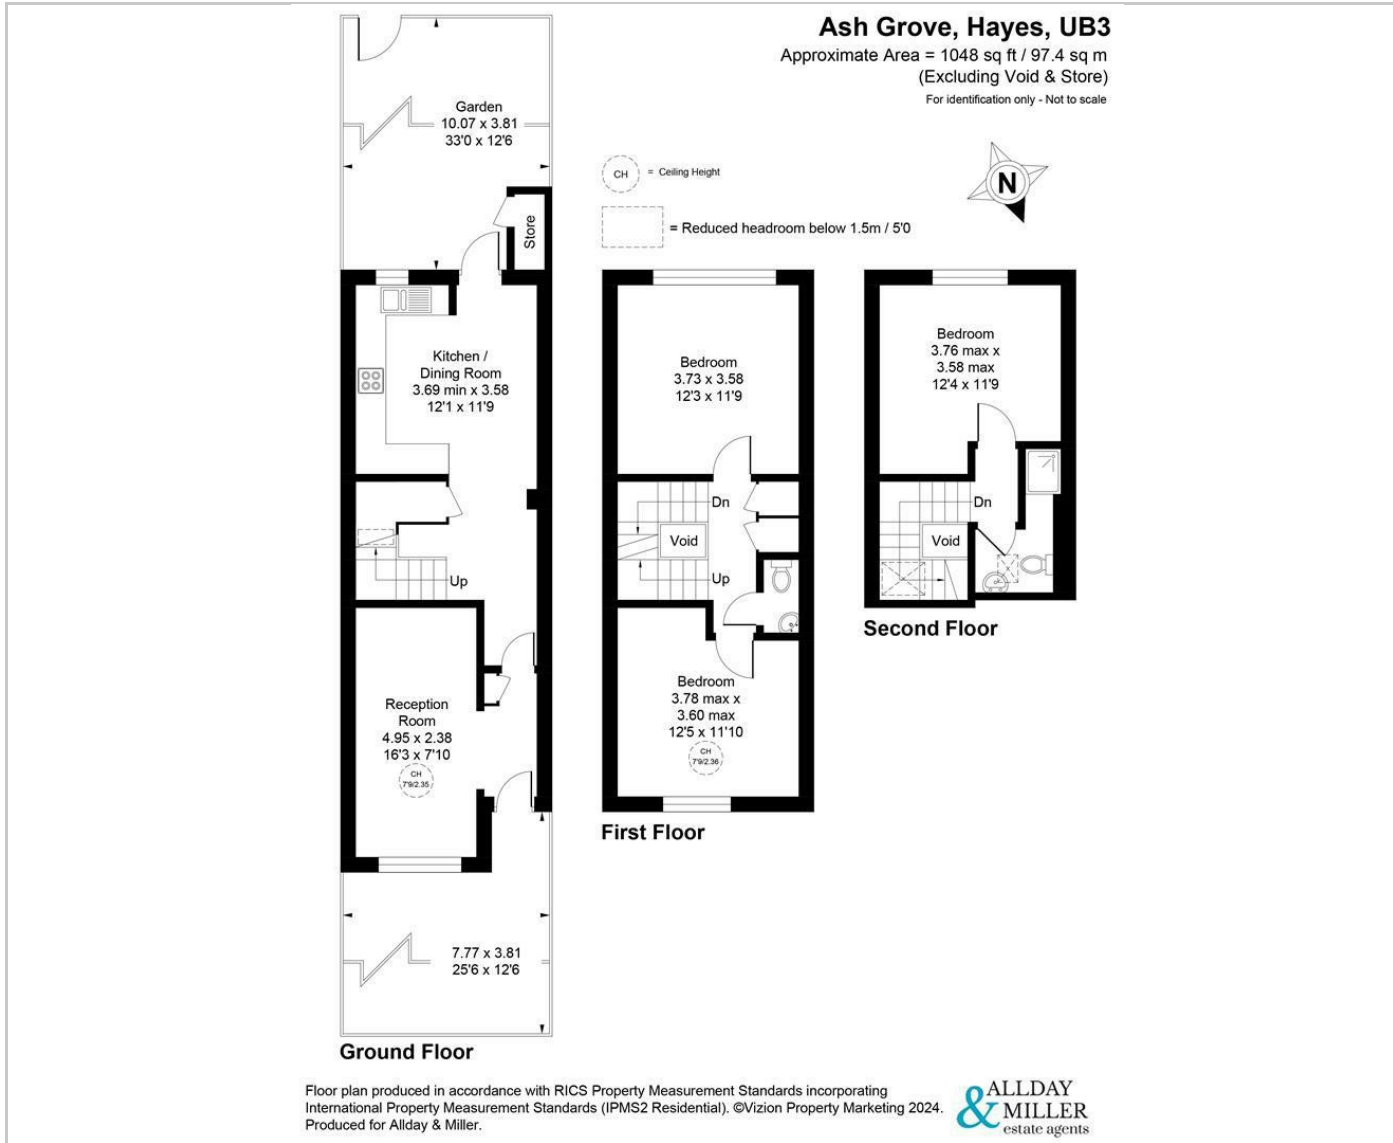 Ash Grove, Hayes, UB3
Approximate Area = 1048 sq ft / 97.4 sq m
(Excluding Void & Store)
For identification only - Not to scale
N
CH = Ceiling Height
= Reduced headroom below 1.5m / 5'0
Garden
10.07 x 3.81
33'0 x 12'6
Store
Kitchen /
Dining Room
3.69 min x 3.58
12'1 x 11'9
Up
Reception
Room
4.95 x 2.38
16'3 x 7'10
CH
7'9/2.35
7.77 x 3.81
25'6 x 12'6
Ground Floor
Bedroom
3.73 x 3.58
12'3 x 11'9
Dn
Void
Up
Bedroom
3.78 max x
3.60 max
12'5 x 11'10
CH
7'9/2.36
First Floor
Bedroom
3.76 max x
3.58 max
12'4 x 11'9
Dn
Void
Second Floor
Floor plan produced in accordance with RICS Property Measurement Standards incorporating
International Property Measurement Standards (IPMS2 Residential). ©Vizion Property Marketing 2024.
Produced for Allday & Miller.
ALLDAY
& MILLER
estate agents